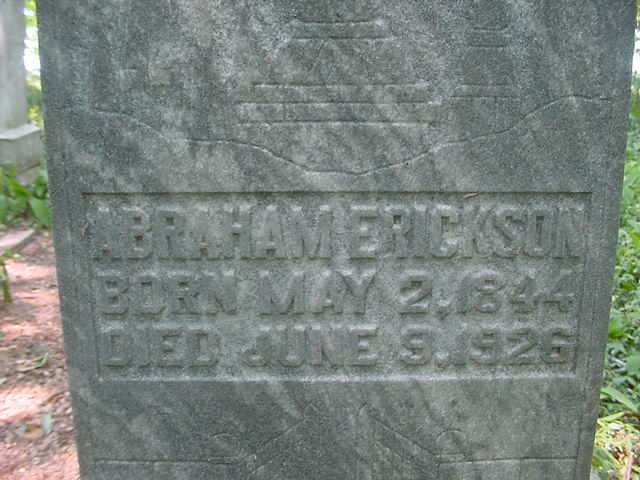 ABRAHAM ERICKSON
BORN MAY 2, 1844
DIED JUNE 9, 1926